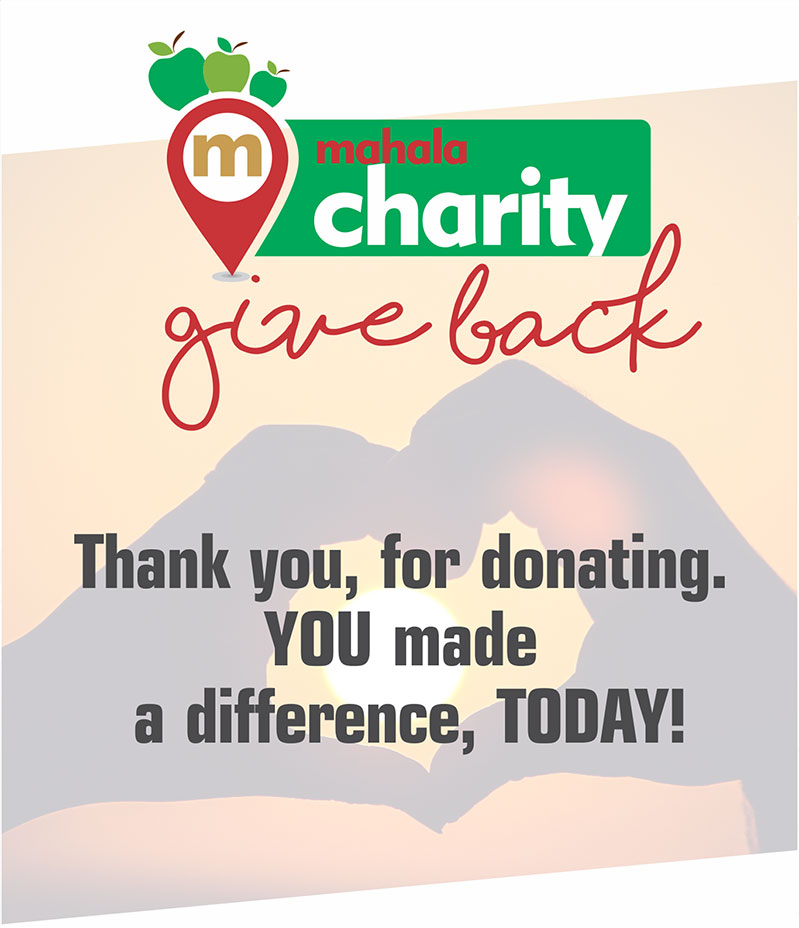 m
mahala
charity
give back
Thank you, for donating.
YOU made
a difference, TODAY!